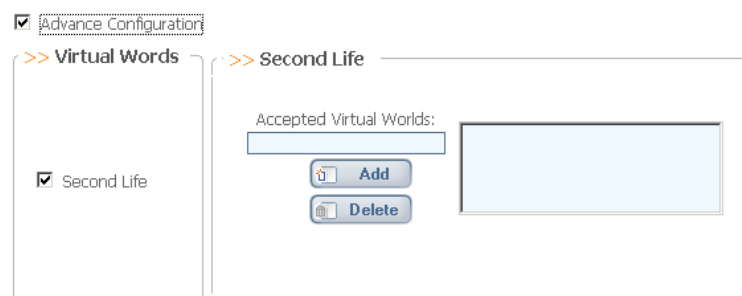 Advance Configuration
>> Virtual Words
>> Second Life
Accepted Virtual Worlds:
Second Life
Add
Delete